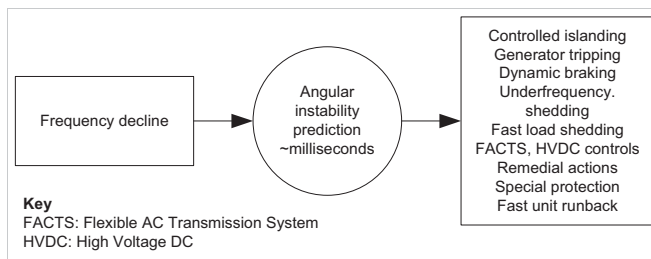 Frequency decline
Angular
instability
prediction
~milliseconds
Controlled islanding
Generator tripping
Dynamic braking
Underfrequency.
shedding
Fast load shedding
FACTS, HVDC controls
Remedial actions
Special protection
Fast unit runback
Key
FACTS: Flexible AC Transmission System
HVDC: High Voltage DC